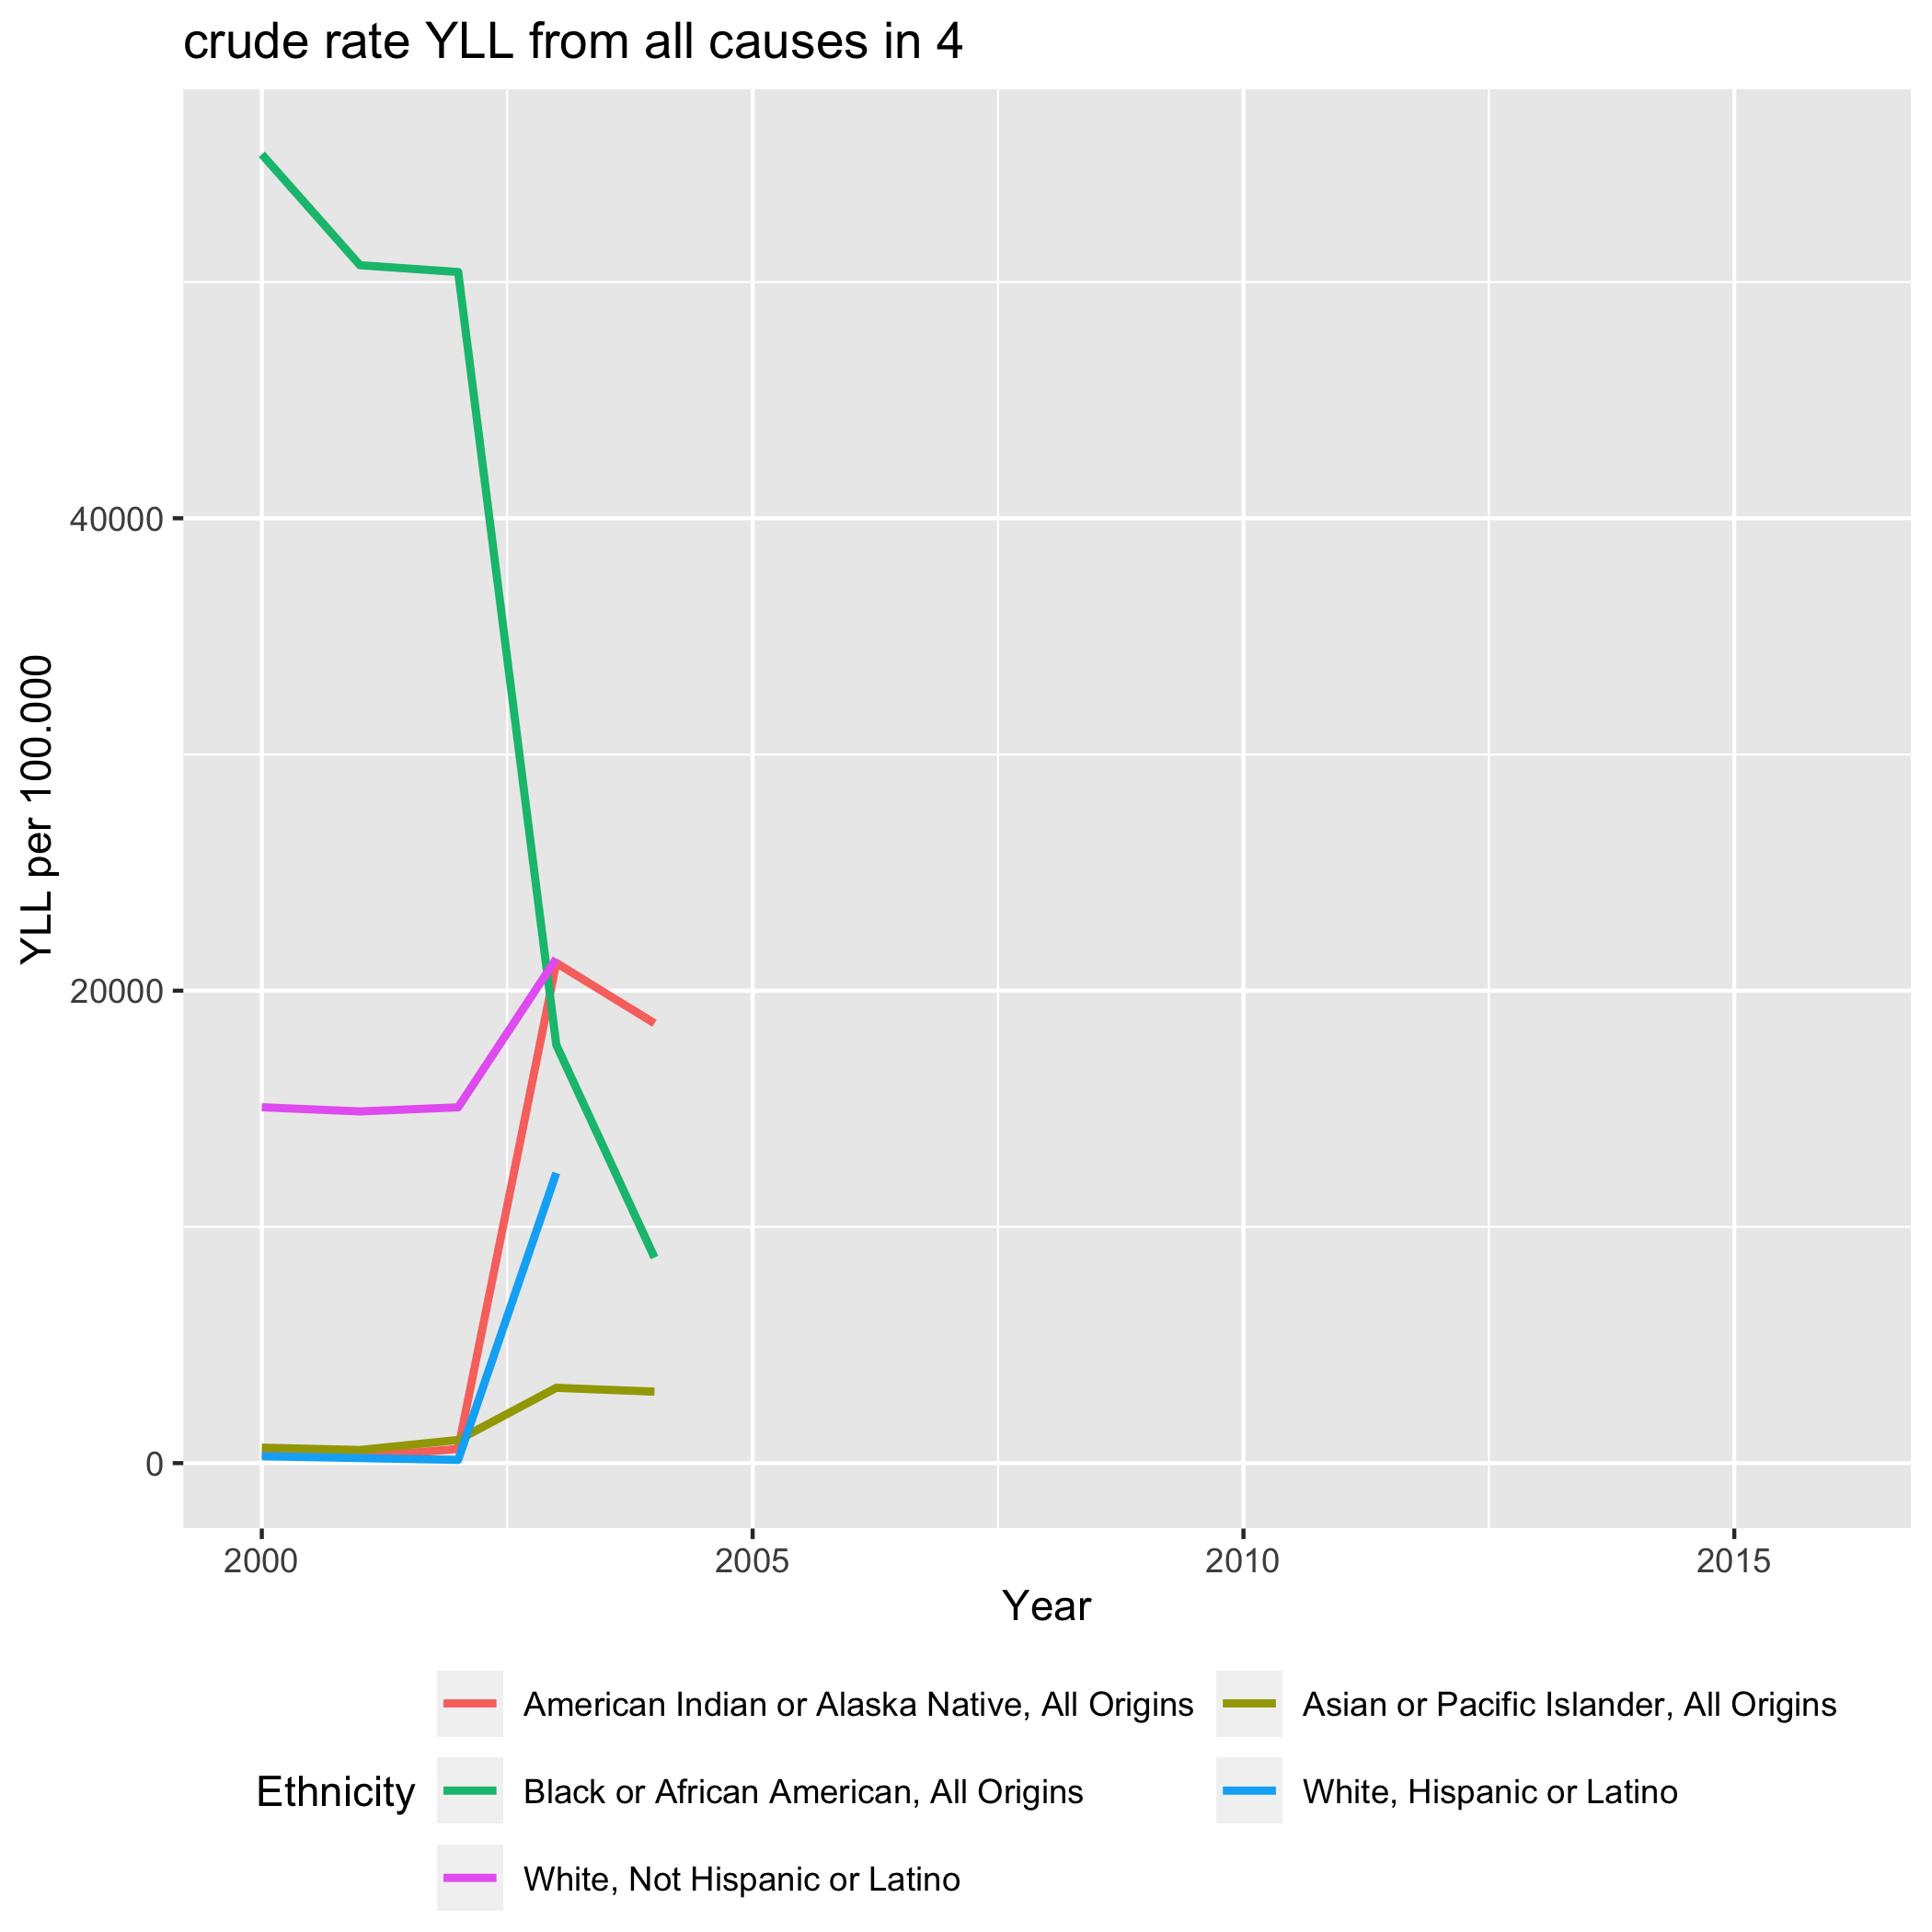 crude rate YLL from all causes in 4
YLL per 100.000
40000
20000
0
2000
2005
2010
2015
Year
Ethnicity
American Indian or Alaska Native, All Origins
Asian or Pacific Islander, All Origins
Black or African American, All Origins
White, Hispanic or Latino
White, Not Hispanic or Latino